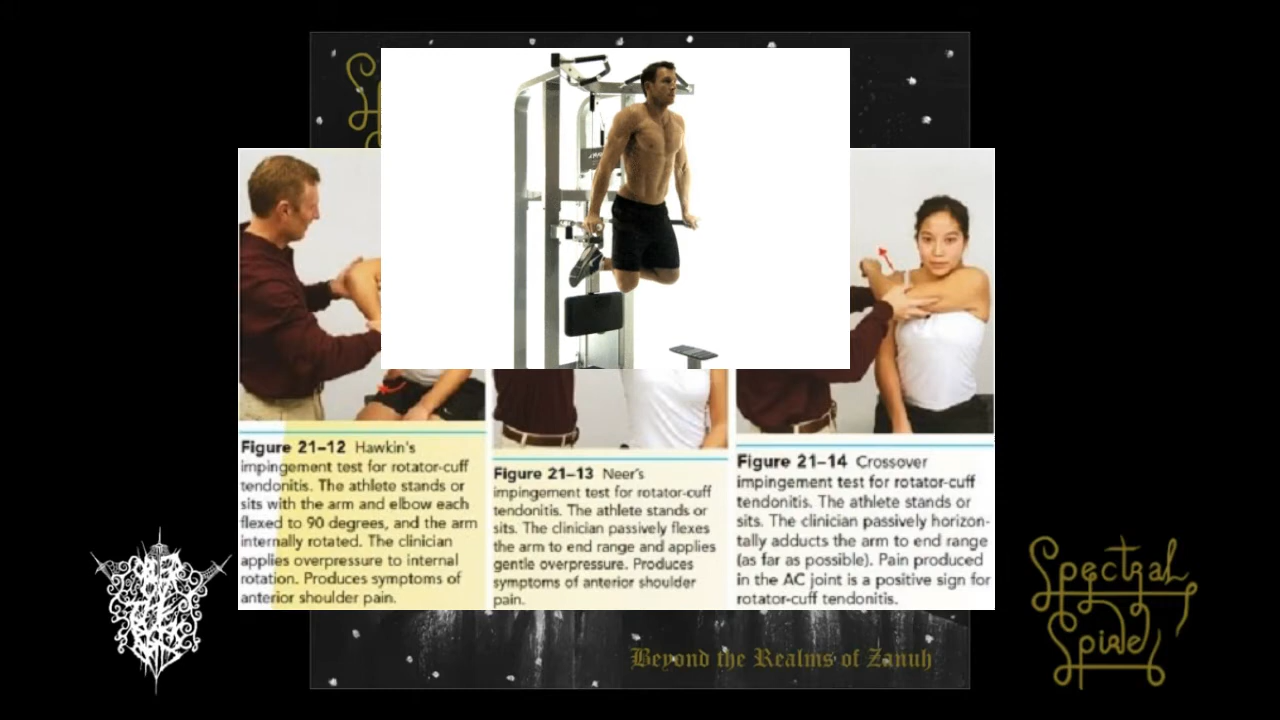 Figure 21–12 Hawkin's
impingement test for rotator-cuff
tendonitis. The athlete stands or
sits with the arm and elbow each
flexed to 90 degrees, and the arm
internally rotated. The clinician
applies overpressure to internal
rotation. Produces symptoms of
anterior shoulder pain.
Figure 21–13 Neer's
impingement test for rotator-cuff
tendonitis. The athlete stands or
sits. The clinician passively flexes
the arm to end range and applies
gentle overpressure. Produces
symptoms of anterior shoulder
pain.
Figure 21–14 Crossover
impingement test for rotator-cuff
tendonitis. The athlete stands or
sits. The clinician passively horizon-
tally adducts the arm to end range
(as far as possible). Pain produced
in the AC joint is a positive sign for
rotator-cuff tendonitis.
Spectral
Spire
Beyond the Realms of Zanuh